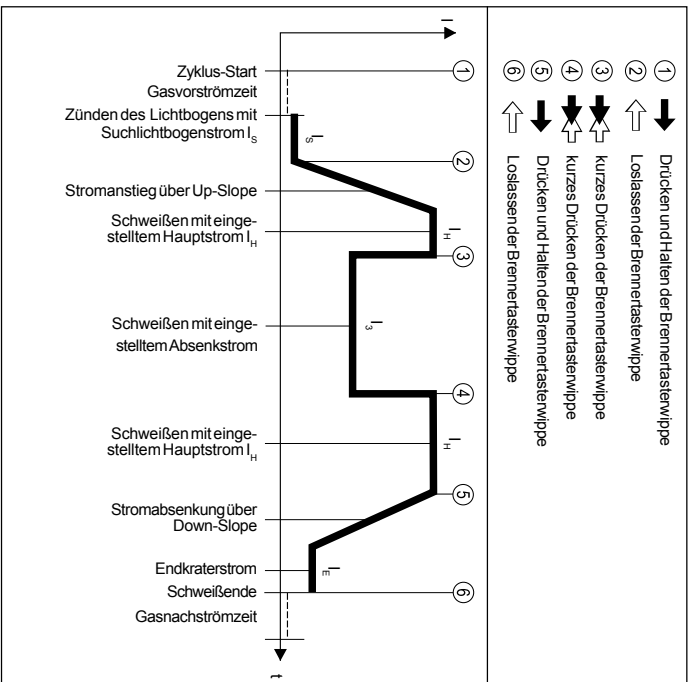 ① Drücken und Halten der Brennertasterwippe
② Loslassen der Brennertasterwippe
③ kurzes Drücken der Brennertasterwippe
④ kurzes Drücken der Brennertasterwippe
⑤ Drücken und Halten der Brennertasterwippe
⑥ Loslassen der Brennertasterwippe
I
①
Zyklus-Start
Gasvorströmzeit
Zünden des Lichtbogens mit
Suchlichtbogenstrom I_S
I_S
②
Stromanstieg über Up-Slope
Schweißen mit einge-
stelltem Hauptstrom I_H
I_H
③
Schweißen mit einge-
stelltem Absenkstrom
I_3
④
Schweißen mit einge-
stelltem Hauptstrom I_H
I_H
⑤
Stromabsenkung über
Down-Slope
Endkraterstrom
I_E
Schweißende
⑥
Gasnachströmzeit
t